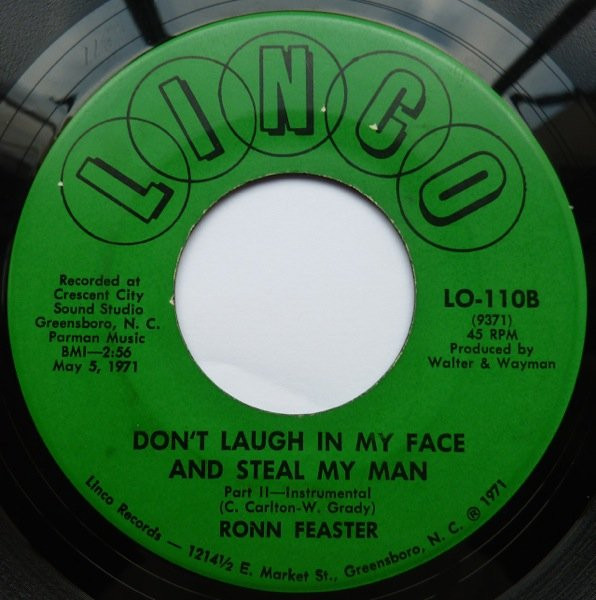 LINCO
Recorded at
Crescent City
Sound Studio
Greensboro, N. C.
Porman Music
BMI—2:56
May 5, 1971
LO-110B
(9371)
45 RPM
Produced by
Walter & Wayman
DON'T LAUGH IN MY FACE
AND STEAL MY MAN
Part II—Instrumental
(C. Carlton-W. Grady)
RONN FEASTER
Linco Records — 1214½ E. Market St., Greensboro, N. C. ℗ 1971